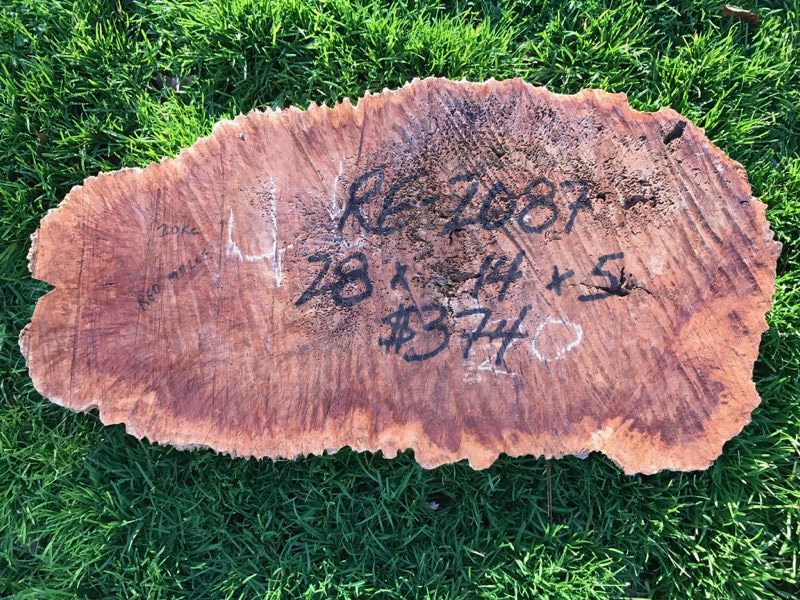 RE-2087
20KG
RED MALLEE
28 x 14 x 5
$374